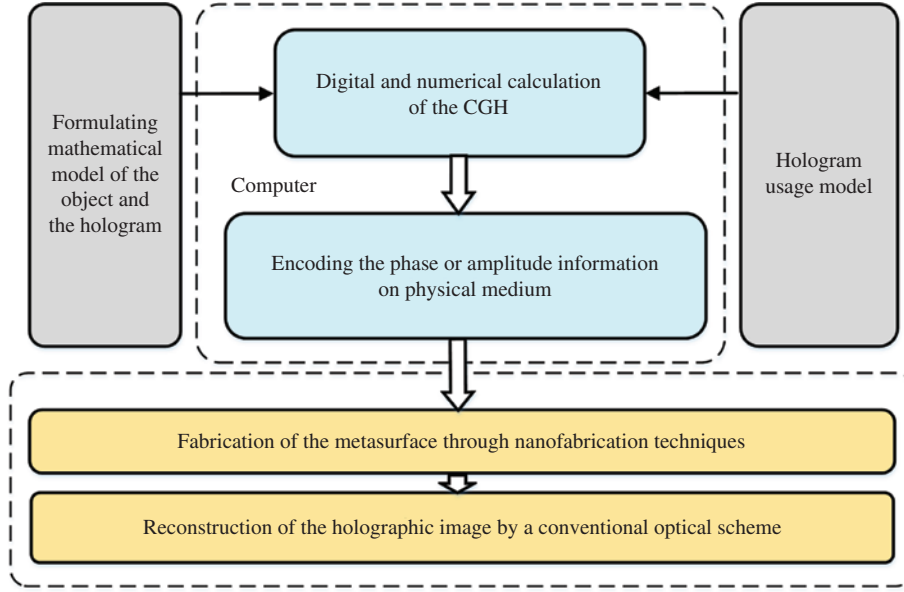 Formulating
mathematical
model of the
object and
the hologram
Digital and numerical calculation
of the CGH
Computer
Encoding the phase or amplitude information
on physical medium
Hologram
usage model
Fabrication of the metasurface through nanofabrication techniques
Reconstruction of the holographic image by a conventional optical scheme